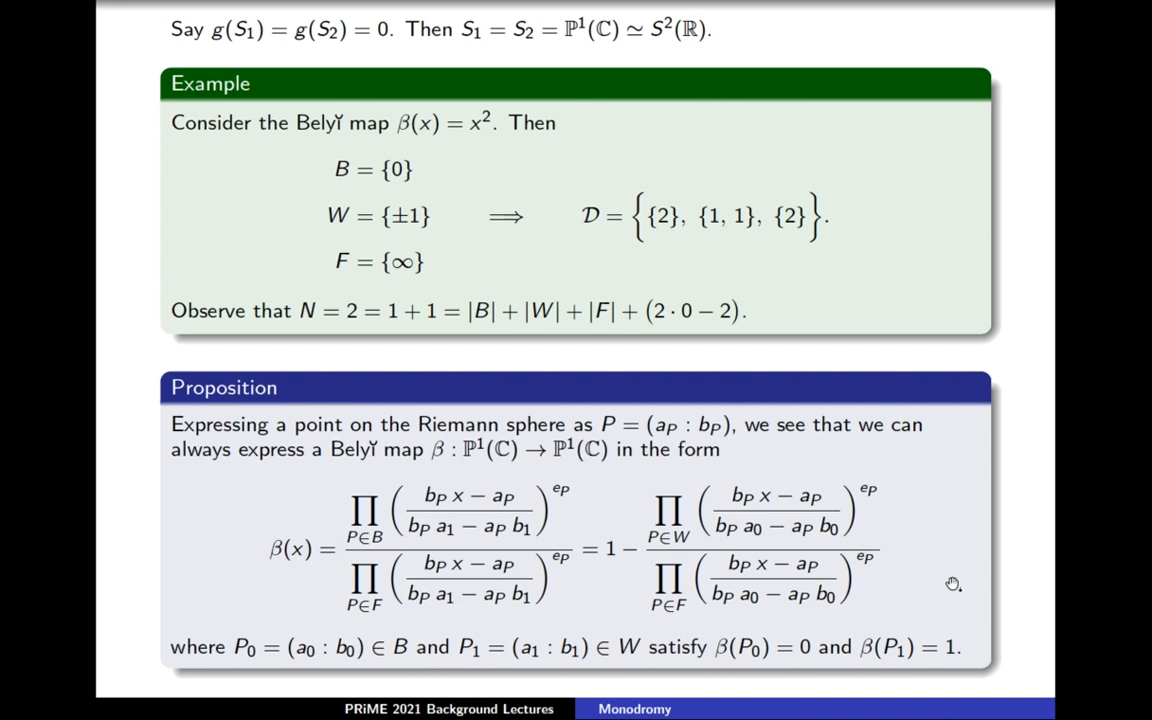 Say g(S₁) = g(S₂) = 0. Then S₁ = S₂ = ℙ¹(ℂ) ≃ S²(ℝ).
Example
Consider the Belyĭ map β(x) = x². Then
B = {0}
W = {±1} ⟹ 𝒟 = {{2}, {1, 1}, {2}}.
F = {∞}
Observe that N = 2 = 1 + 1 = |B| + |W| + |F| + (2 · 0 − 2).
Proposition
Expressing a point on the Riemann sphere as P = (a_P : b_P), we see that we can
always express a Belyĭ map β : ℙ¹(ℂ) → ℙ¹(ℂ) in the form
β(x) = ∏_{P∈B} ((b_P x − a_P)/(b_P a₁ − a_P b₁))^{e_P} / ∏_{P∈F} ((b_P x − a_P)/(b_P a₁ − a_P b₁))^{e_P} = 1 − ∏_{P∈W} ((b_P x − a_P)/(b_P a₀ − a_P b₀))^{e_P} / ∏_{P∈F} ((b_P x − a_P)/(b_P a₀ − a_P b₀))^{e_P}
where P₀ = (a₀ : b₀) ∈ B and P₁ = (a₁ : b₁) ∈ W satisfy β(P₀) = 0 and β(P₁) = 1.
PRiME 2021 Background Lectures Monodromy